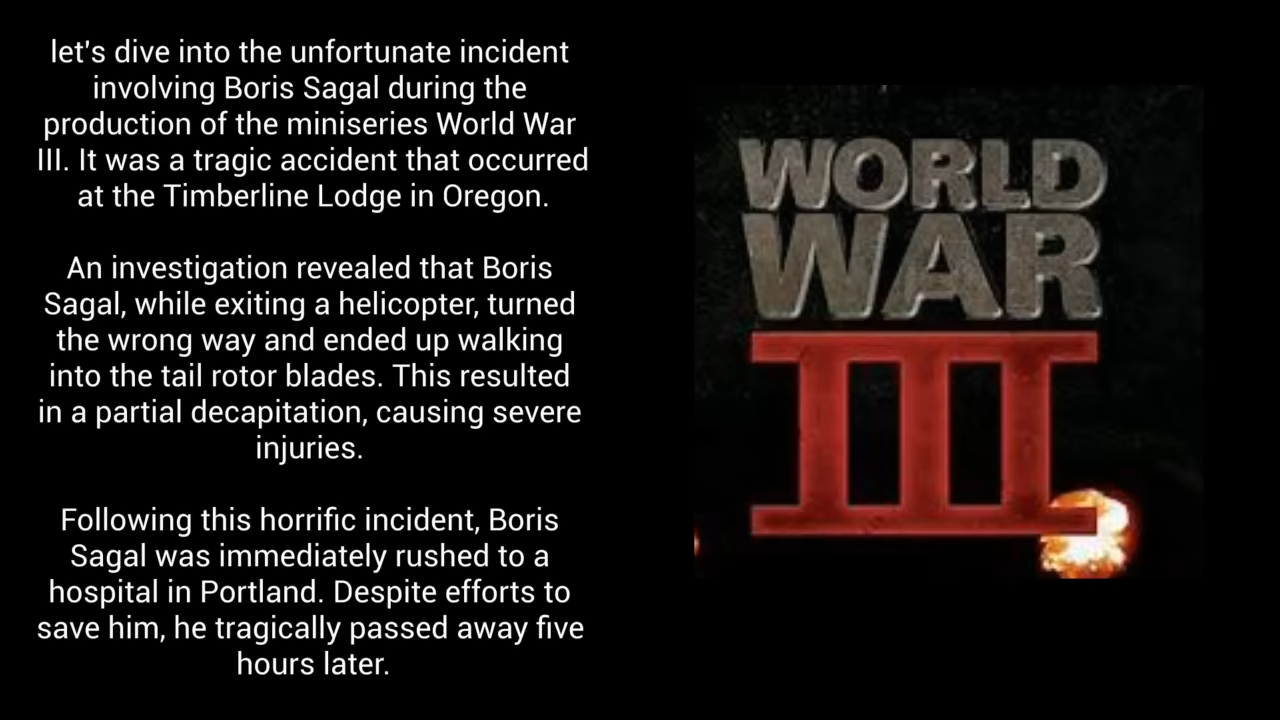 let's dive into the unfortunate incident
involving Boris Sagal during the
production of the miniseries World War
III. It was a tragic accident that occurred
at the Timberline Lodge in Oregon.
An investigation revealed that Boris
Sagal, while exiting a helicopter, turned
the wrong way and ended up walking
into the tail rotor blades. This resulted
in a partial decapitation, causing severe
injuries.
Following this horrific incident, Boris
Sagal was immediately rushed to a
hospital in Portland. Despite efforts to
save him, he tragically passed away five
hours later.
WORLD
WAR
III